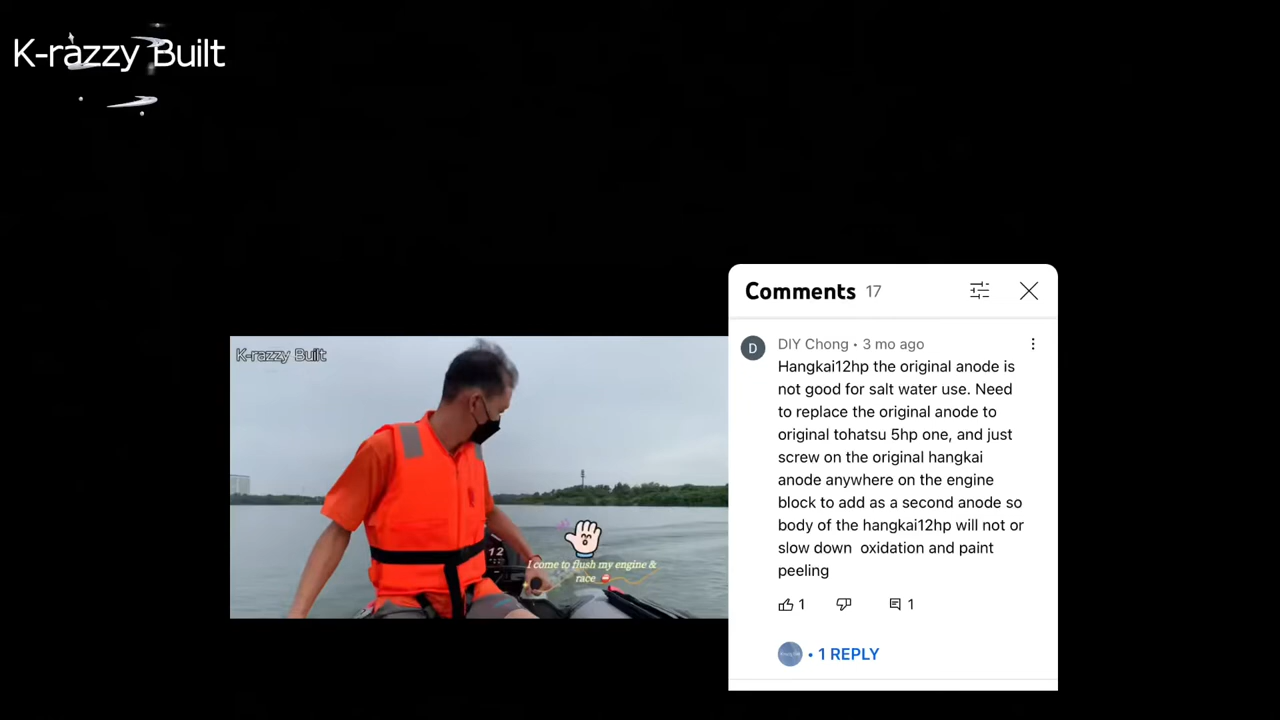 K-razzy Built
K-razzy Built
12
I come to flush my engine &
race
Comments 17
D
DIY Chong • 3 mo ago
Hangkai12hp the original anode is
not good for salt water use. Need
to replace the original anode to
original tohatsu 5hp one, and just
screw on the original hangkai
anode anywhere on the engine
block to add as a second anode so
body of the hangkai12hp will not or
slow down  oxidation and paint
peeling
1
1
• 1 REPLY